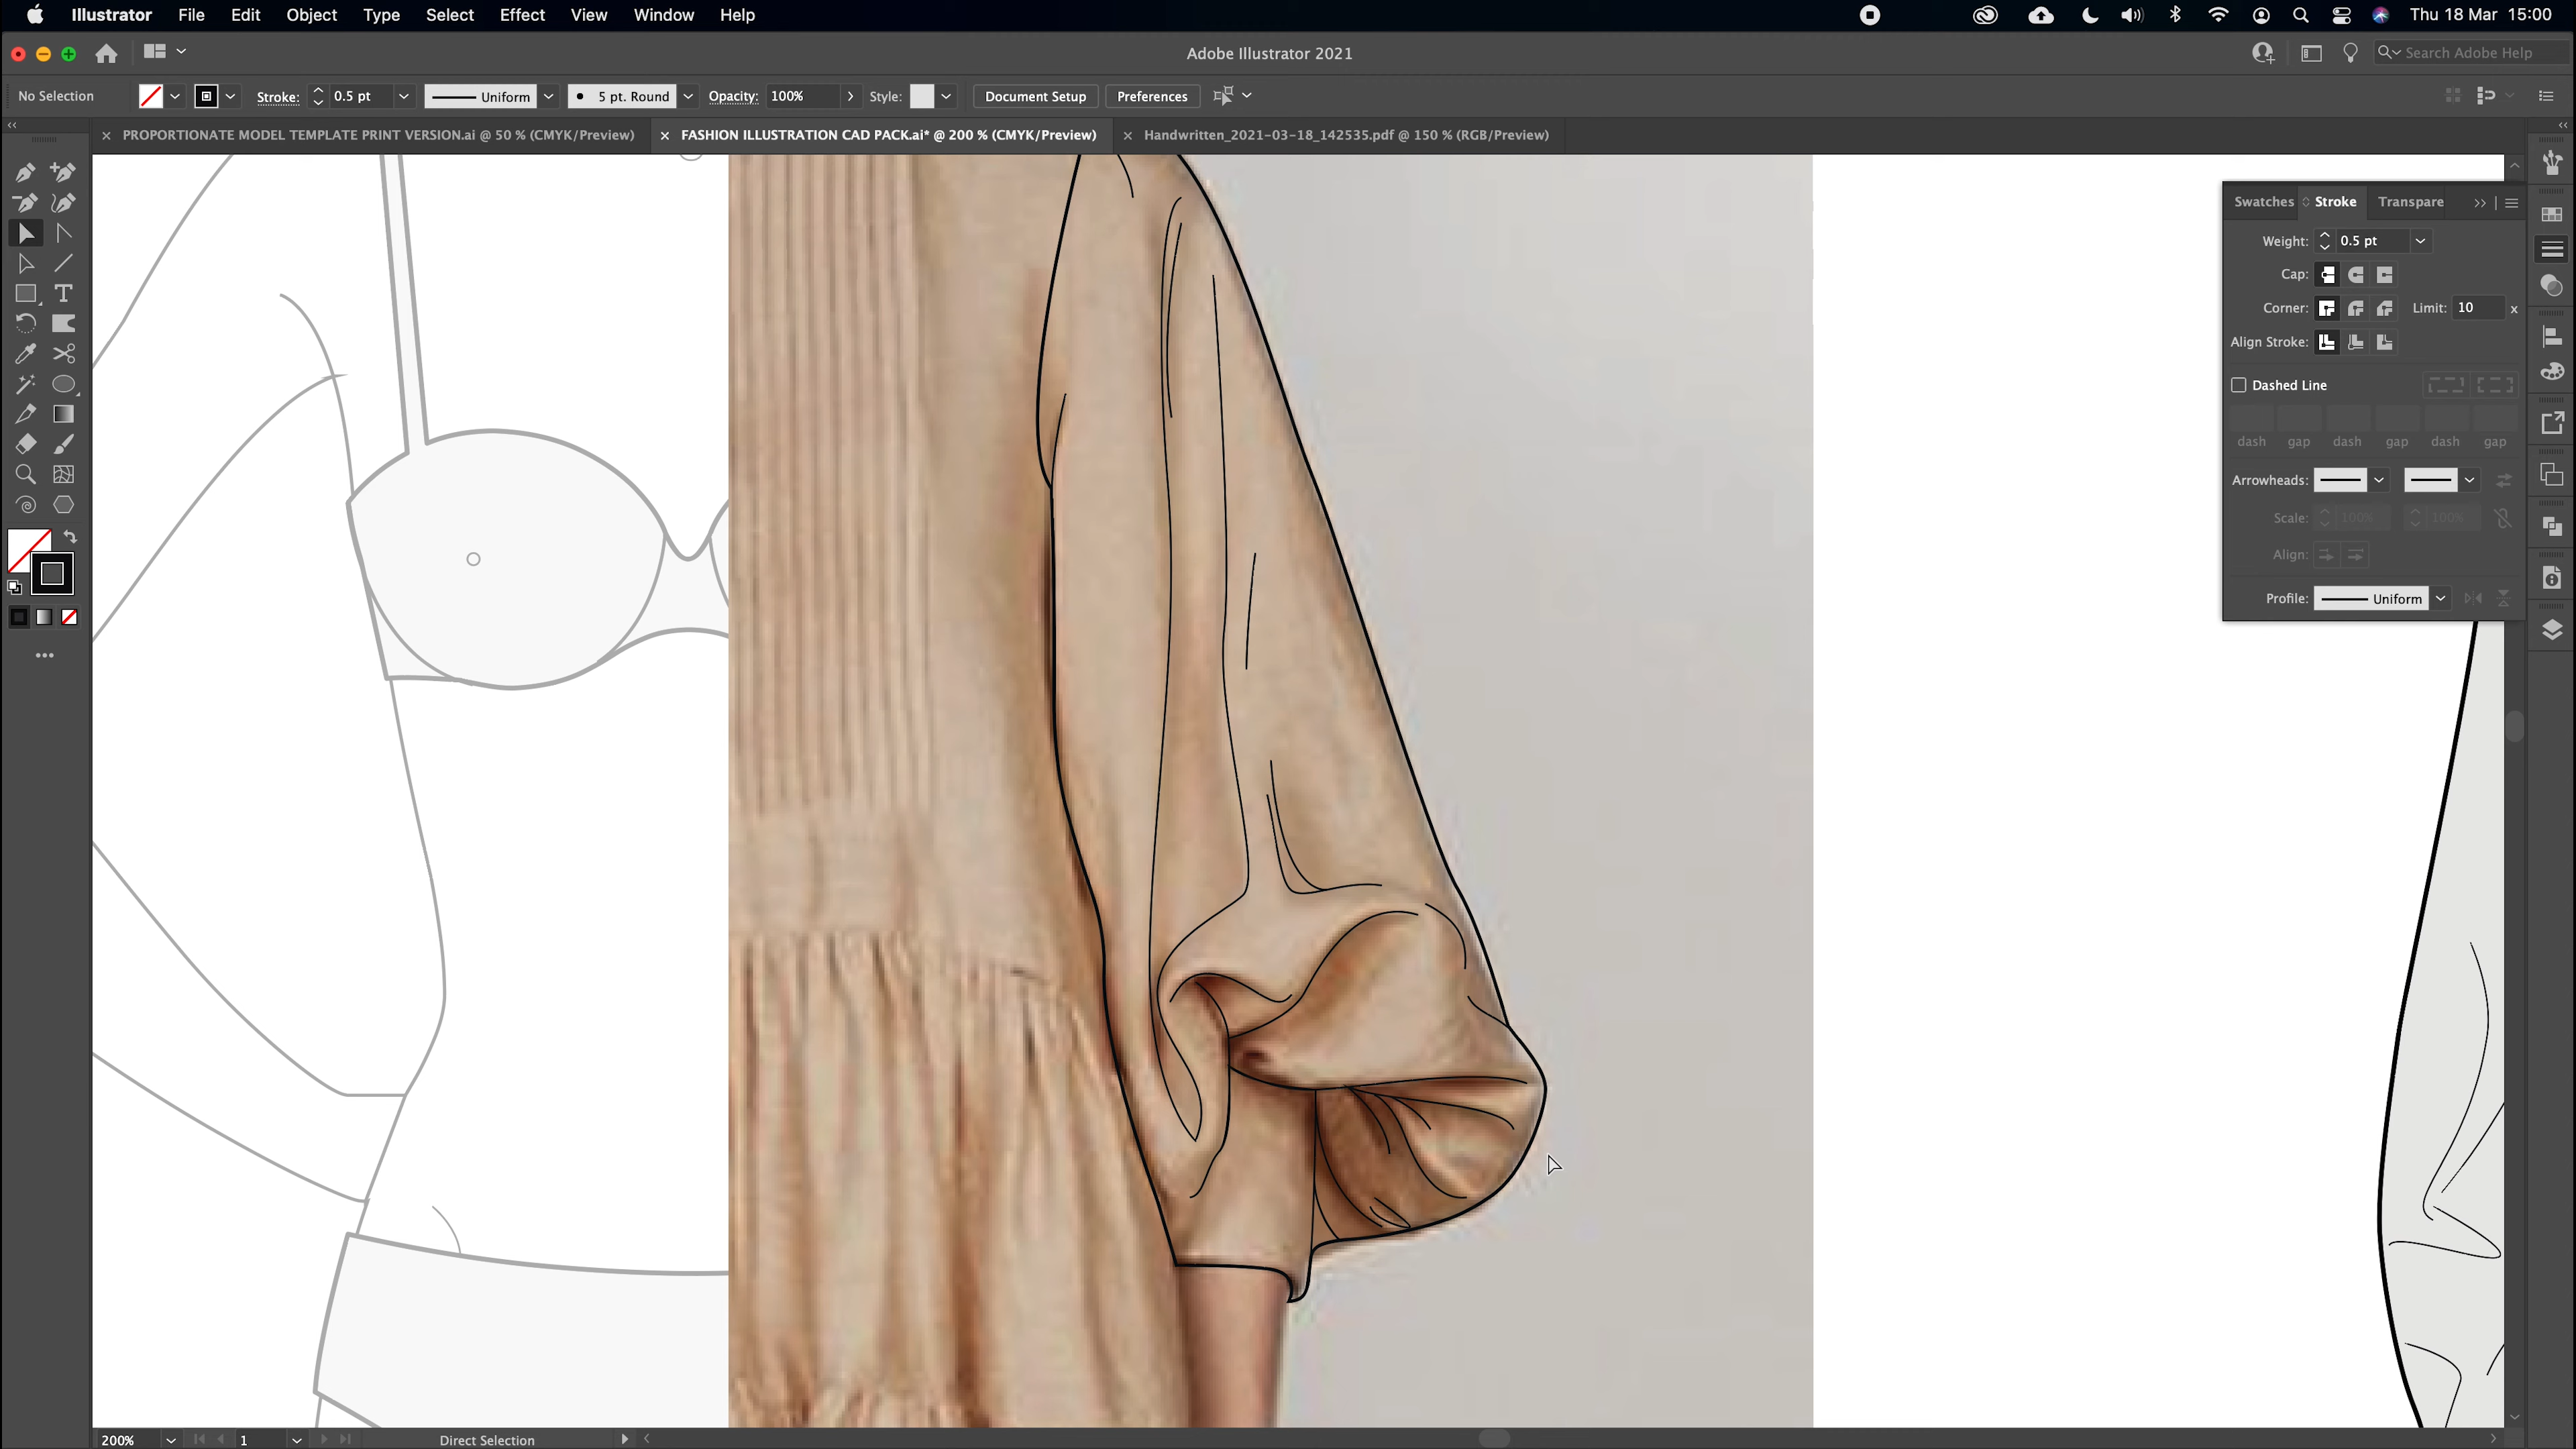 Illustrator File Edit Object Type Select Effect View Window Help Thu 18 Mar 15:00
Adobe Illustrator 2021 Search Adobe Help
No Selection Stroke: 0.5 pt Uniform 5 pt. Round Opacity: 100% Style: Document Setup Preferences
PROPORTIONATE MODEL TEMPLATE PRINT VERSION.ai @ 50 % (CMYK/Preview) FASHION ILLUSTRATION CAD PACK.ai* @ 200 % (CMYK/Preview) Handwritten_2021-03-18_142535.pdf @ 150 % (RGB/Preview)
Swatches Stroke Transpare
Weight: 0.5 pt
Cap:
Corner: Limit: 10 x
Align Stroke:
Dashed Line
dash gap dash gap dash gap
Arrowheads:
Scale: 100% 100%
Align:
Profile: Uniform
200% 1 Direct Selection